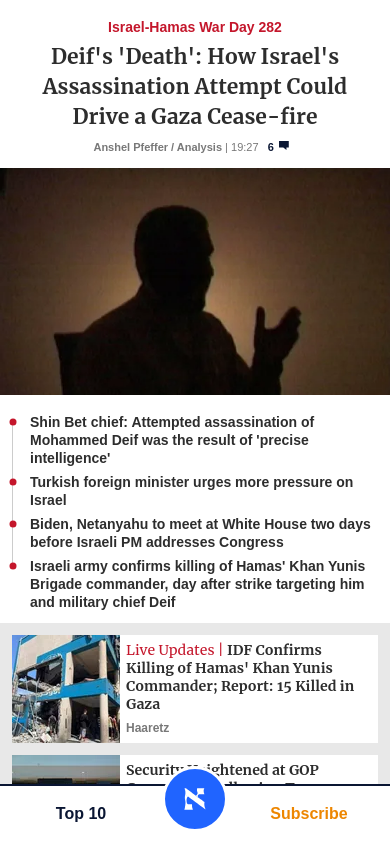 Israel-Hamas War Day 282
Deif's 'Death': How Israel's
Assassination Attempt Could
Drive a Gaza Cease-fire
Anshel Pfeffer / Analysis | 19:27 6
Shin Bet chief: Attempted assassination of
Mohammed Deif was the result of 'precise
intelligence'
Turkish foreign minister urges more pressure on
Israel
Biden, Netanyahu to meet at White House two days
before Israeli PM addresses Congress
Israeli army confirms killing of Hamas' Khan Yunis
Brigade commander, day after strike targeting him
and military chief Deif
Live Updates | IDF Confirms
Killing of Hamas' Khan Yunis
Commander; Report: 15 Killed in
Gaza
Haaretz
Security Heightened at GOP
Top 10
Subscribe